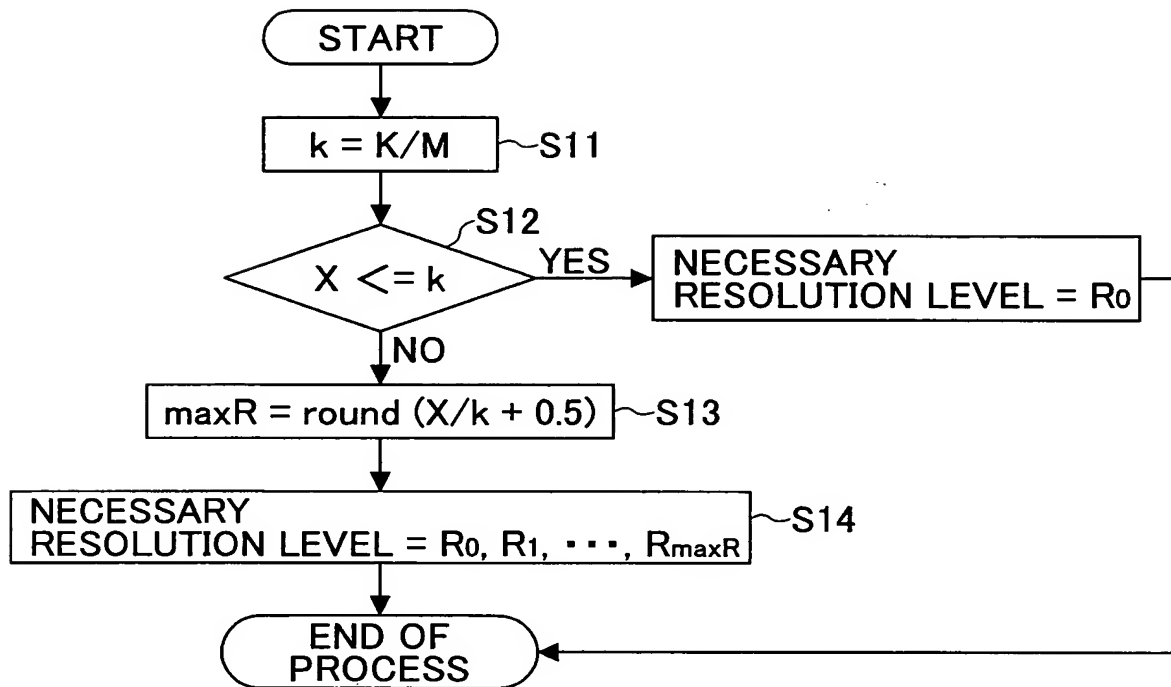 START
k = K/M
S11
S12
X <= k
YES
NECESSARY
RESOLUTION LEVEL = R0
NO
maxR = round (X/k + 0.5)
S13
NECESSARY
RESOLUTION LEVEL = R0, R1, ···, RmaxR
S14
END OF
PROCESS